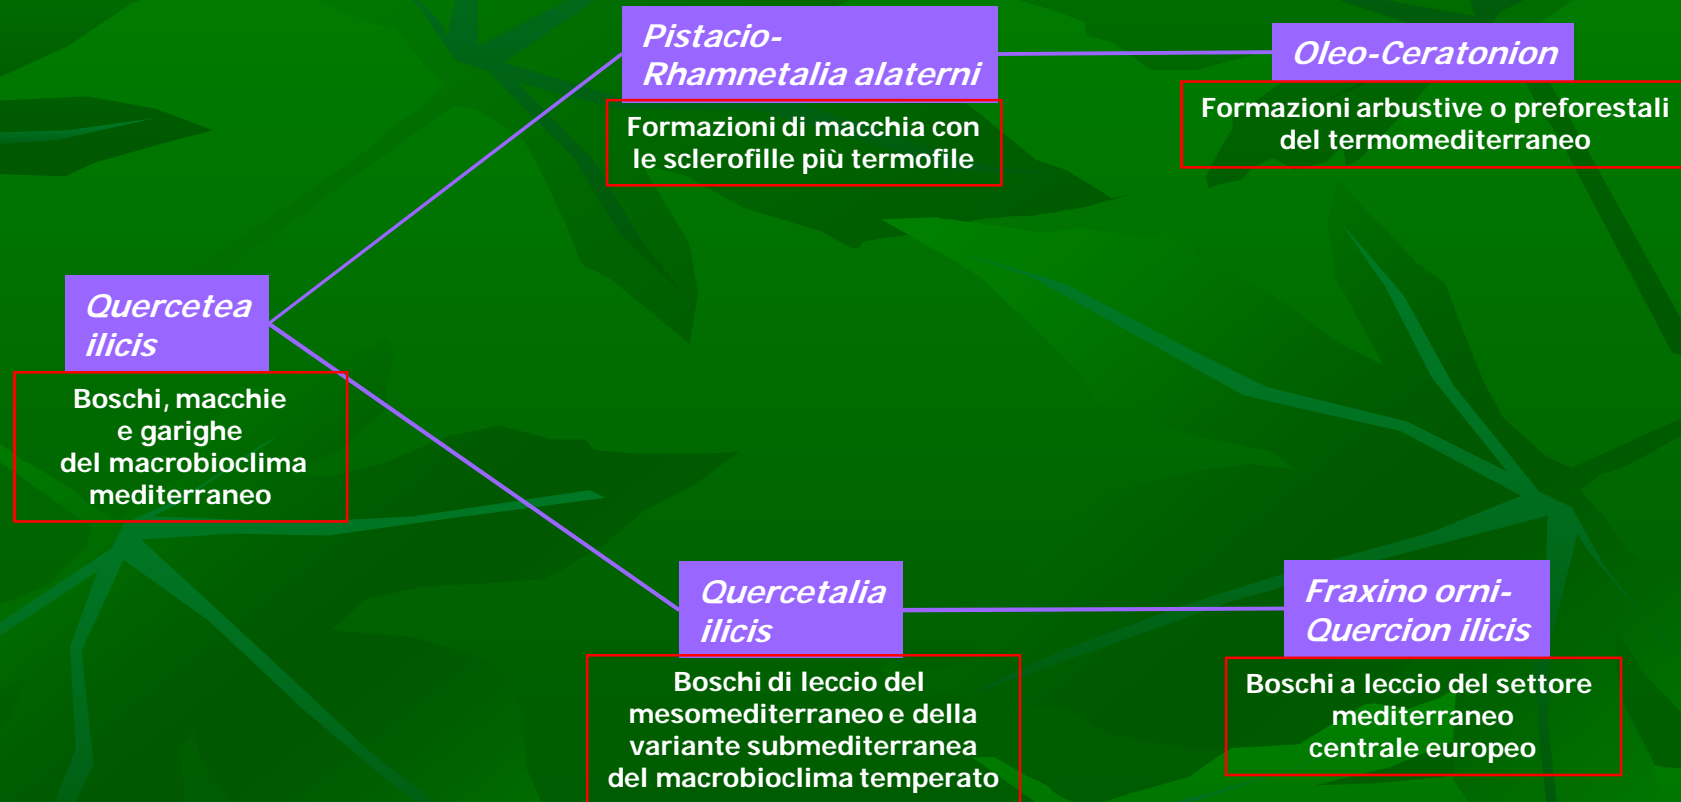 Pistacio-
Rhamnetalia alaterni
Formazioni di macchia con
le sclerofille più termofile
Oleo-Ceratonion
Formazioni arbustive o preforestali
del termomediterraneo
Quercetea
ilicis
Boschi, macchie
e garighe
del macrobioclima
mediterraneo
Quercetalia
ilicis
Boschi di leccio del
mesomediterraneo e della
variante submediterranea
del macrobioclima temperato
Fraxino orni-
Quercion ilicis
Boschi a leccio del settore
mediterraneo
centrale europeo